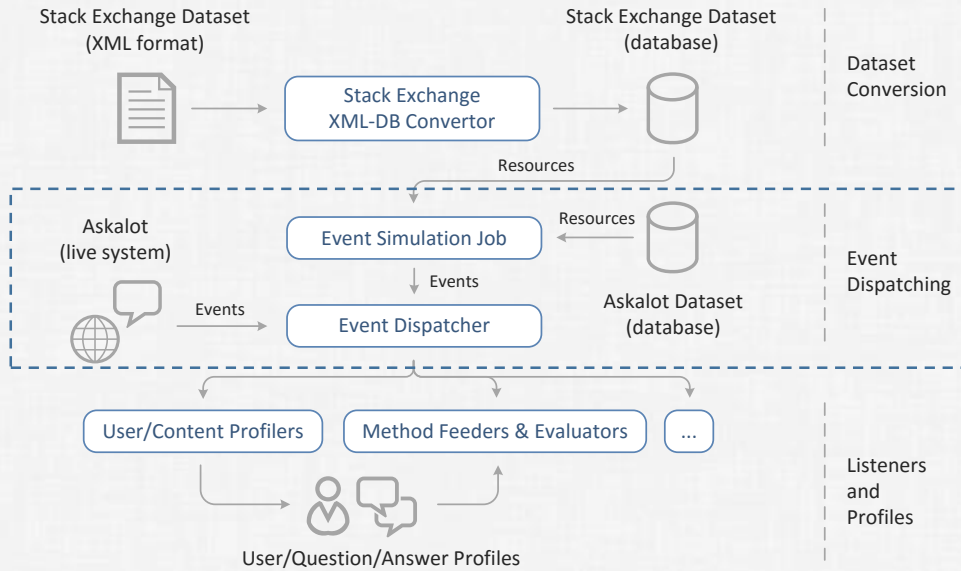 Stack Exchange Dataset
(XML format)
Stack Exchange Dataset
(database)
Stack Exchange
XML-DB Convertor
Dataset
Conversion
Resources
Askalot
(live system)
Event Simulation Job
Resources
Events
Askalot Dataset
(database)
Event
Dispatching
Events
Event Dispatcher
User/Content Profilers
Method Feeders & Evaluators
...
Listeners
and
Profiles
User/Question/Answer Profiles